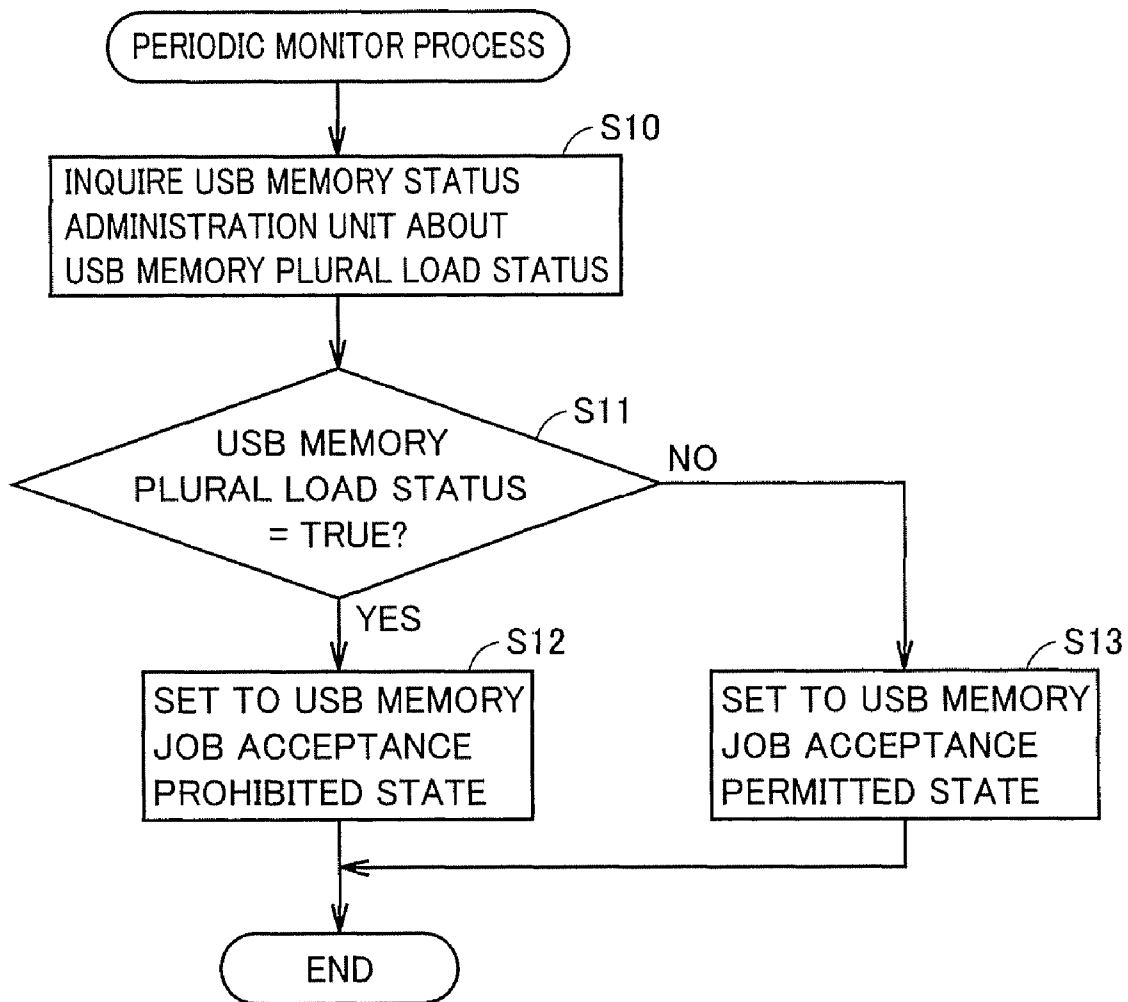 PERIODIC MONITOR PROCESS
S10
INQUIRE USB MEMORY STATUS
ADMINISTRATION UNIT ABOUT
USB MEMORY PLURAL LOAD STATUS
S11
USB MEMORY
PLURAL LOAD STATUS
= TRUE?
NO
YES
S12
SET TO USB MEMORY
JOB ACCEPTANCE
PROHIBITED STATE
S13
SET TO USB MEMORY
JOB ACCEPTANCE
PERMITTED STATE
END